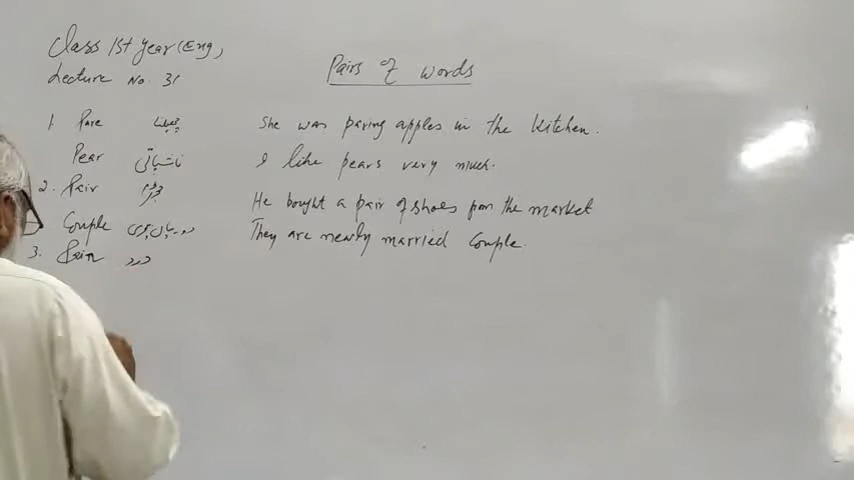 Class 1st year (Eng)
Lecture No. 31
Pairs of words
1. Pare چھیلنا She was paring apples in the Kitchen.
Pear ناشپاتی I like pears very much.
2. Pair جوڑا He bought a pair of shoes from the market
Couple They are newly married Couple.
3. Pain درد